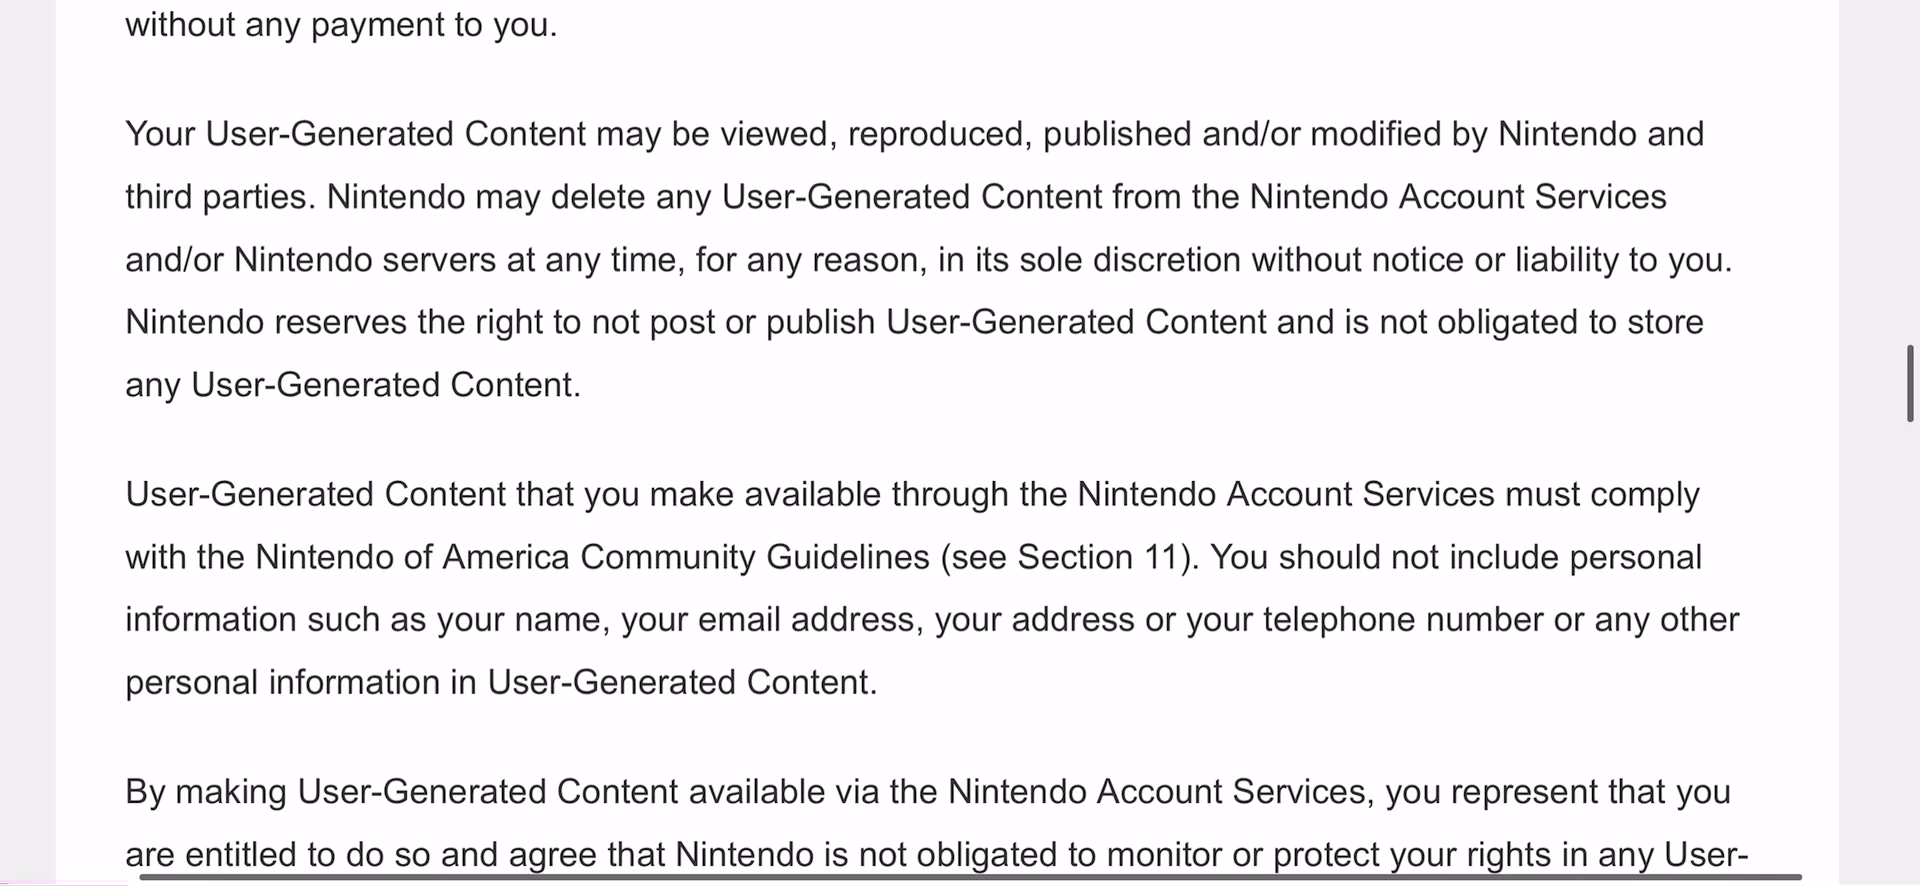 without any payment to you.
Your User-Generated Content may be viewed, reproduced, published and/or modified by Nintendo and
third parties. Nintendo may delete any User-Generated Content from the Nintendo Account Services
and/or Nintendo servers at any time, for any reason, in its sole discretion without notice or liability to you.
Nintendo reserves the right to not post or publish User-Generated Content and is not obligated to store
any User-Generated Content.
User-Generated Content that you make available through the Nintendo Account Services must comply
with the Nintendo of America Community Guidelines (see Section 11). You should not include personal
information such as your name, your email address, your address or your telephone number or any other
personal information in User-Generated Content.
By making User-Generated Content available via the Nintendo Account Services, you represent that you
are entitled to do so and agree that Nintendo is not obligated to monitor or protect your rights in any User-